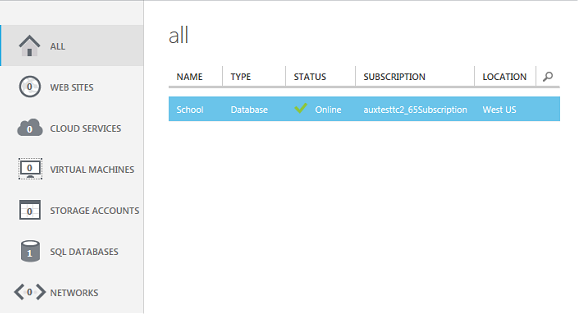 all
ALL
NAME TYPE STATUS SUBSCRIPTION LOCATION
School Database Online auxtesttc2_65Subscription West US
0 WEB SITES
0 CLOUD SERVICES
0 VIRTUAL MACHINES
0 STORAGE ACCOUNTS
1 SQL DATABASES
0 NETWORKS